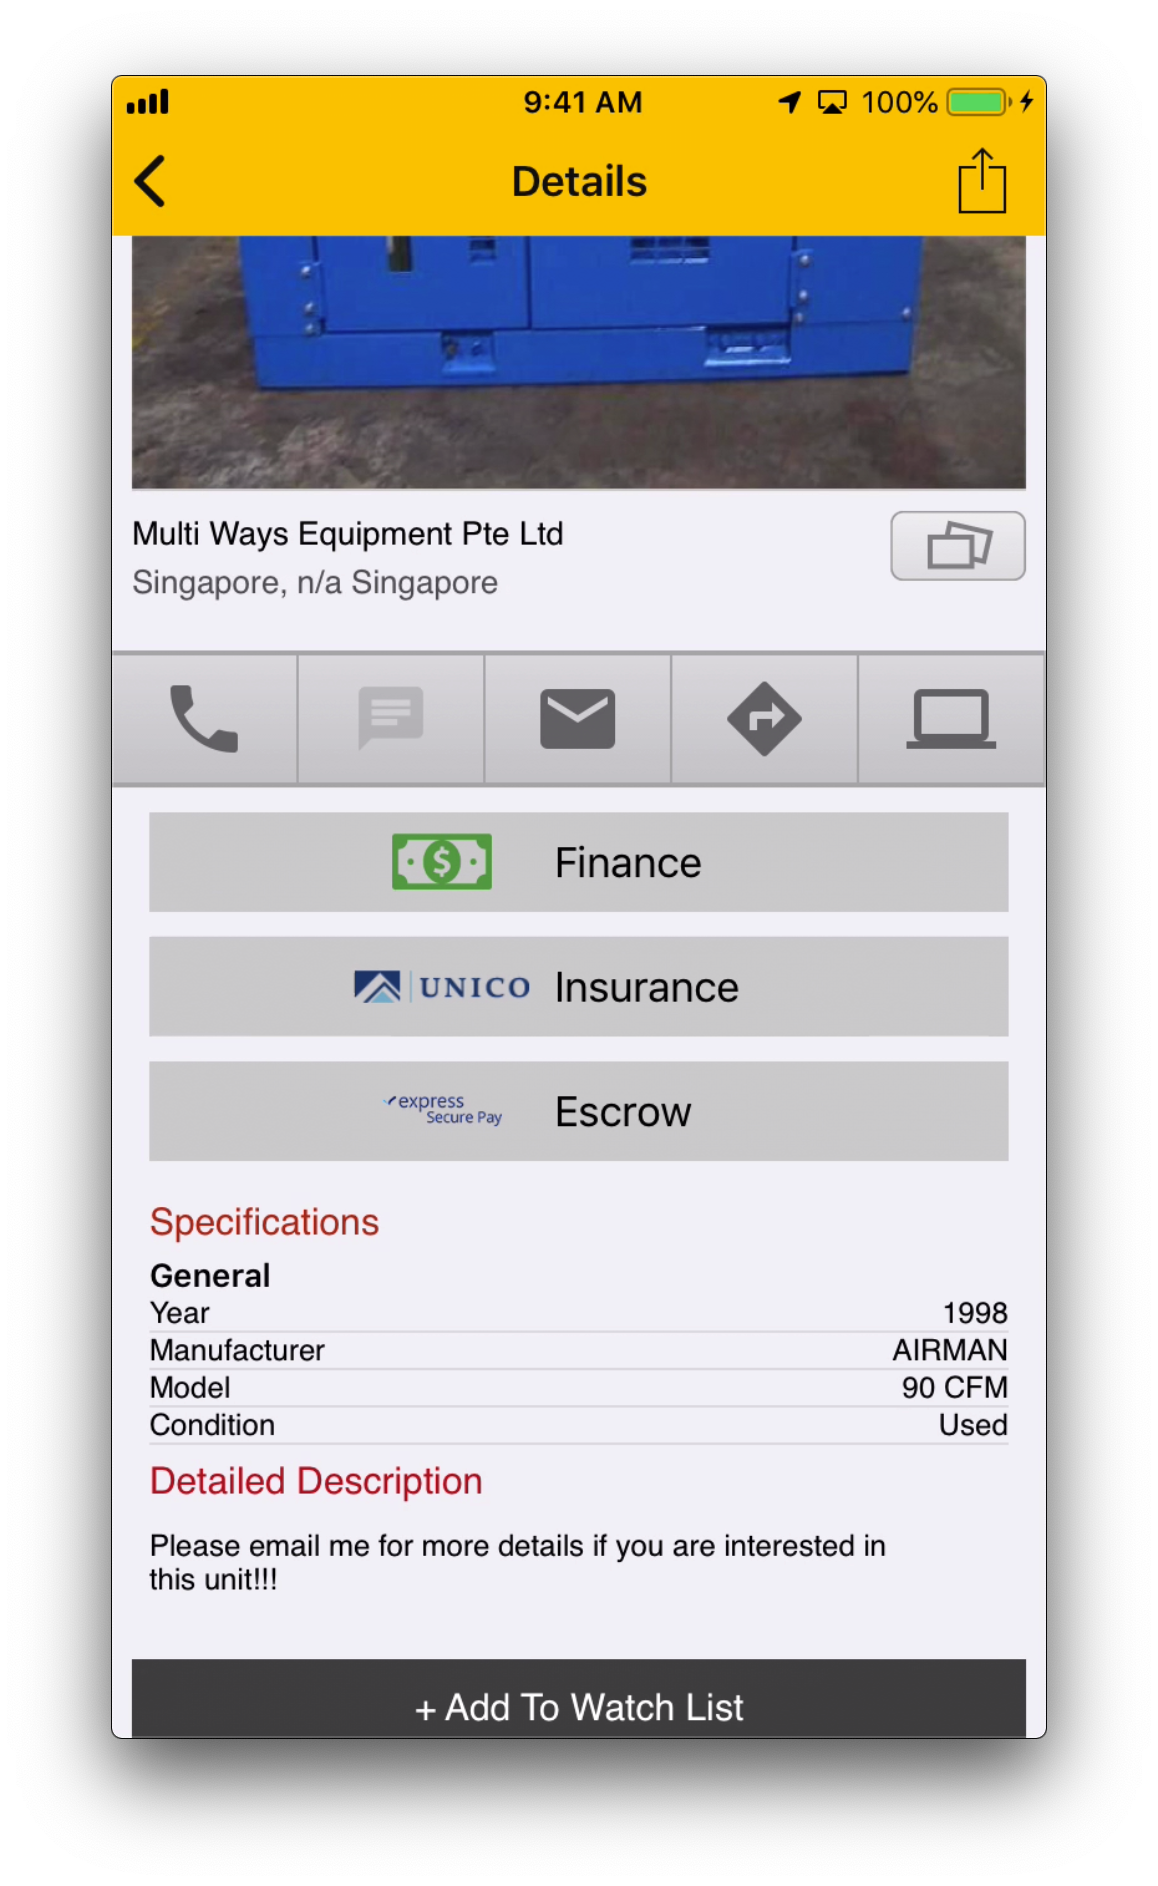 9:41 AM
100%
Details
Multi Ways Equipment Pte Ltd
Singapore, n/a Singapore
Finance
UNICO Insurance
express
Secure Pay
Escrow
Specifications
General
Year 1998
Manufacturer AIRMAN
Model 90 CFM
Condition Used
Detailed Description
Please email me for more details if you are interested in
this unit!!!
+ Add To Watch List